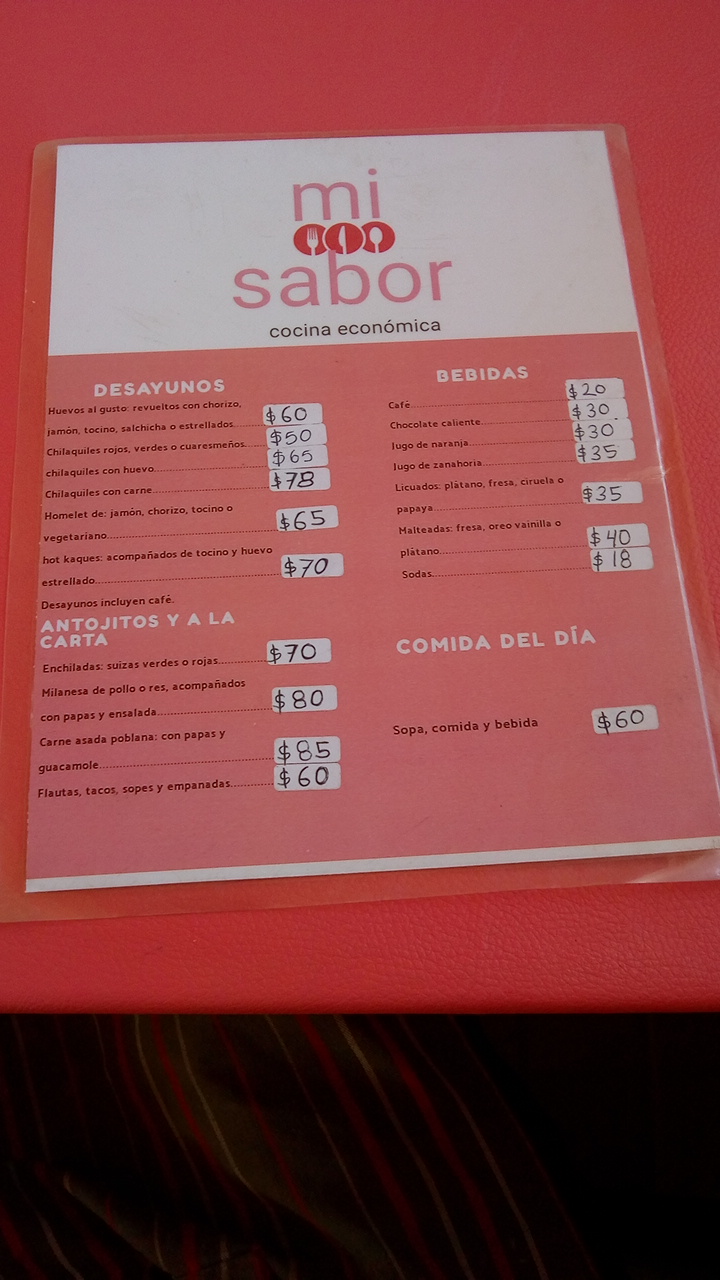 mi
sabor
cocina económica
DESAYUNOS
Huevos al gusto: revueltos con chorizo,
jamón, tocino, salchicha o estrellados $60
Chilaquiles rojos, verdes o cuaresmeños $50
chilaquiles con huevo $65
Chilaquiles con carne $78
Homelet de: jamón, chorizo, tocino o
vegetariano $65
hot kaques: acompañados de tocino y huevo
estrellado $70
Desayunos incluyen café.
ANTOJITOS Y A LA
CARTA
Enchiladas: suizas verdes o rojas $70
Milanesa de pollo o res, acompañados
con papas y ensalada $80
Carne asada poblana: con papas y
guacamole $85
Flautas, tacos, sopes y empanadas $60
BEBIDAS
Café $20
Chocolate caliente $30
Jugo de naranja $30
Jugo de zanahoria $35
Licuados: plátano, fresa, ciruela o
papaya $35
Malteadas: fresa, oreo vainilla o
plátano $40
Sodas $18
COMIDA DEL DÍA
Sopa, comida y bebida $60